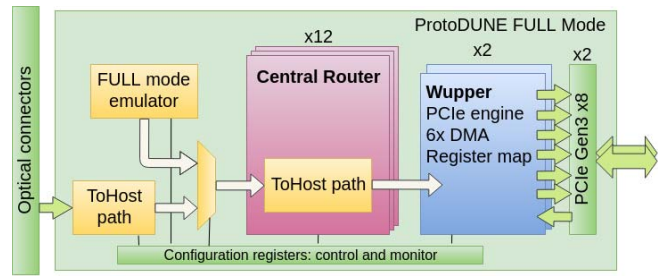 ProtoDUNE FULL Mode
Optical connectors
FULL mode
emulator
ToHost
path
x12
Central Router
ToHost path
x2
Wupper
PCIe engine
6x DMA
Register map
x2
PCIe Gen3 x8
Configuration registers: control and monitor